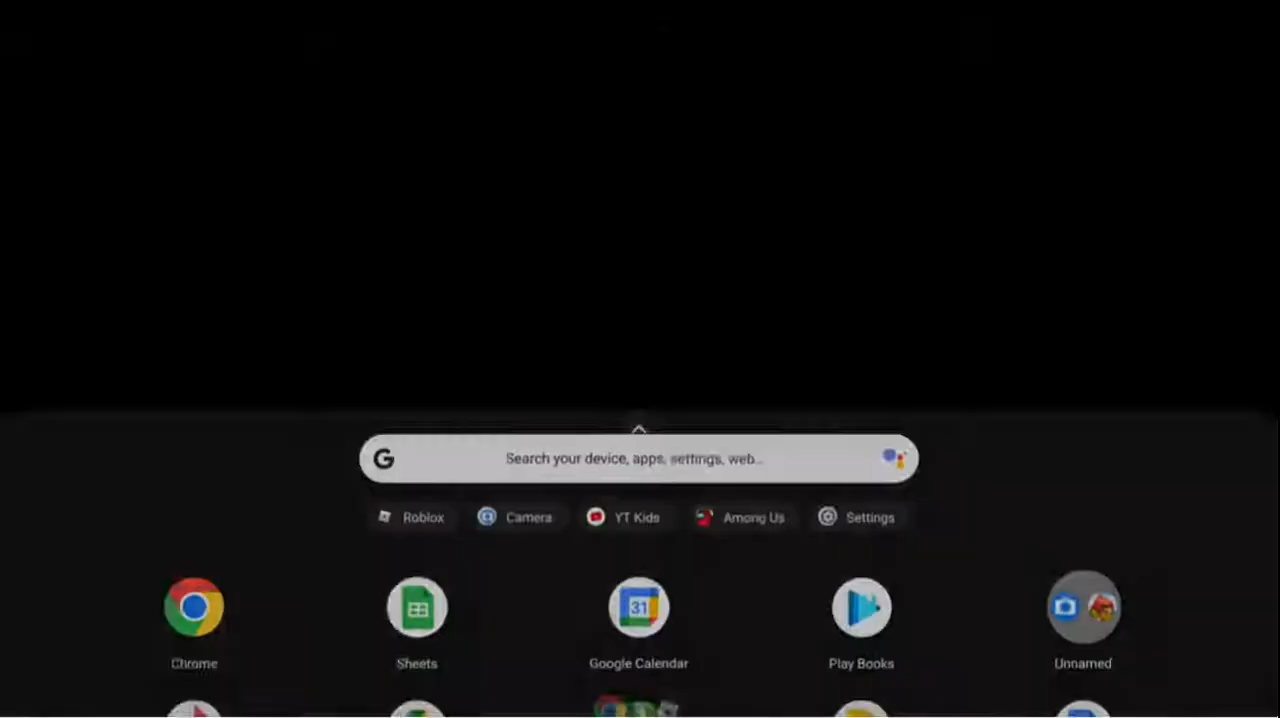 Search your device, apps, settings, web...
Roblox Camera YT Kids Among Us Settings
31
Chrome Sheets Google Calendar Play Books Unnamed